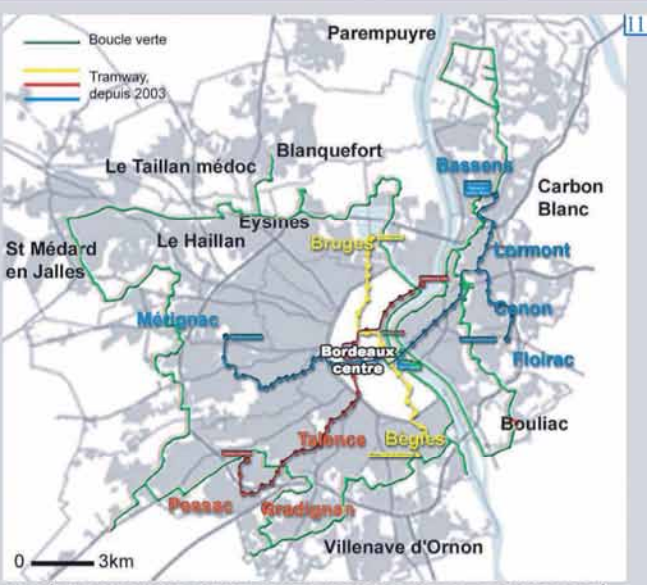 11
Boucle verte
Tramway,
depuis 2003
Parempuyre
Blanquefort
Le Taillan médoc
Bassens
Carbon
Blanc
Eysines
Le Haillan
Bruges
Lormont
St Médard
en Jalles
Mérignac
Cenon
Bordeaux
centre
Floirac
Bouliac
Talence
Bègles
Pessac
Gradignan
Villenave d'Ornon
0
3km